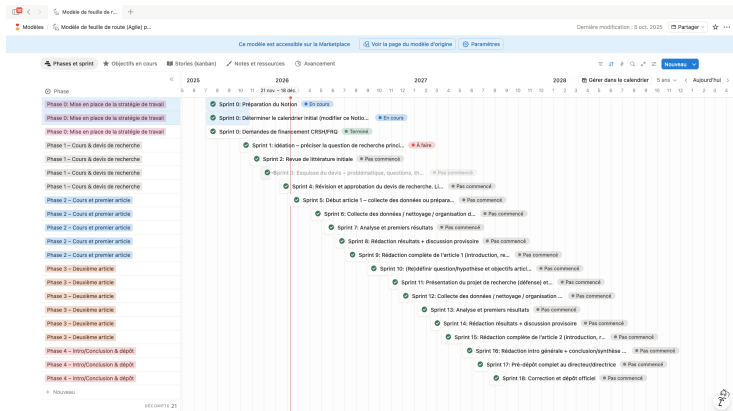 Modèle de feuille de r...
Modèles / Modèle de feuille de route (Agile) p...
Dernière modification : 5 oct. 2025
Partager
Ce modèle est accessible sur la Marketplace
Voir la page du modèle d'origine
Paramètres
Phases et sprint
Objectifs en cours
Stories (kanban)
Notes et ressources
Avancement
Nouveau
Phase
2025 2026 2027 2028
Gérer dans le calendrier
5 ans
Aujourd'hui
21 nov. – 18 déc.
Phase 0: Mise en place de la stratégie de travail Sprint 0: Préparation du Notion En cours
Phase 0: Mise en place de la stratégie de travail Sprint 0: Déterminer le calendrier initial (modifier ce Notio... En cours
Phase 0: Mise en place de la stratégie de travail Sprint 0: Demandes de financement CRSH/FRQ Terminé
Phase 1 – Cours & devis de recherche Sprint 1: Idéation – préciser la question de recherche princi... À faire
Phase 1 – Cours & devis de recherche Sprint 2: Revue de littérature initiale Pas commencé
Phase 1 – Cours & devis de recherche Sprint 3: Esquisse du devis – problématique, questions, th... Pas commencé
Phase 1 – Cours & devis de recherche Sprint 4: Révision et approbation du devis de recherche. Li... Pas commencé
Phase 2 – Cours et premier article Sprint 5: Début article 1 – collecte des données ou prépara... Pas commencé
Phase 2 – Cours et premier article Sprint 6: Collecte des données / nettoyage / organisation d... Pas commencé
Phase 2 – Cours et premier article Sprint 7: Analyse et premiers résultats Pas commencé
Phase 2 – Cours et premier article Sprint 8: Rédaction résultats + discussion provisoire Pas commencé
Phase 2 – Cours et premier article Sprint 9: Rédaction complète de l'article 1 (introduction, re... Pas commencé
Phase 3 – Deuxième article Sprint 10: (Re)définir question/hypothèse et objectifs articl... Pas commencé
Phase 3 – Deuxième article Sprint 11: Présentation du projet de recherche (défense) et... Pas commencé
Phase 3 – Deuxième article Sprint 12: Collecte des données / nettoyage / organisation ... Pas commencé
Phase 3 – Deuxième article Sprint 13: Analyse et premiers résultats Pas commencé
Phase 3 – Deuxième article Sprint 14: Rédaction résultats + discussion provisoire Pas commencé
Phase 3 – Deuxième article Sprint 15: Rédaction complète de l'article 2 (introduction, r... Pas commencé
Phase 4 – Intro/Conclusion & dépôt Sprint 16: Rédaction intro générale + conclusion/synthèse ... Pas commencé
Phase 4 – Intro/Conclusion & dépôt Sprint 17: Pré-dépôt complet au directeur/directrice Pas commencé
Phase 4 – Intro/Conclusion & dépôt Sprint 18: Correction et dépôt officiel Pas commencé
+ Nouveau
DÉCOMPTE 21